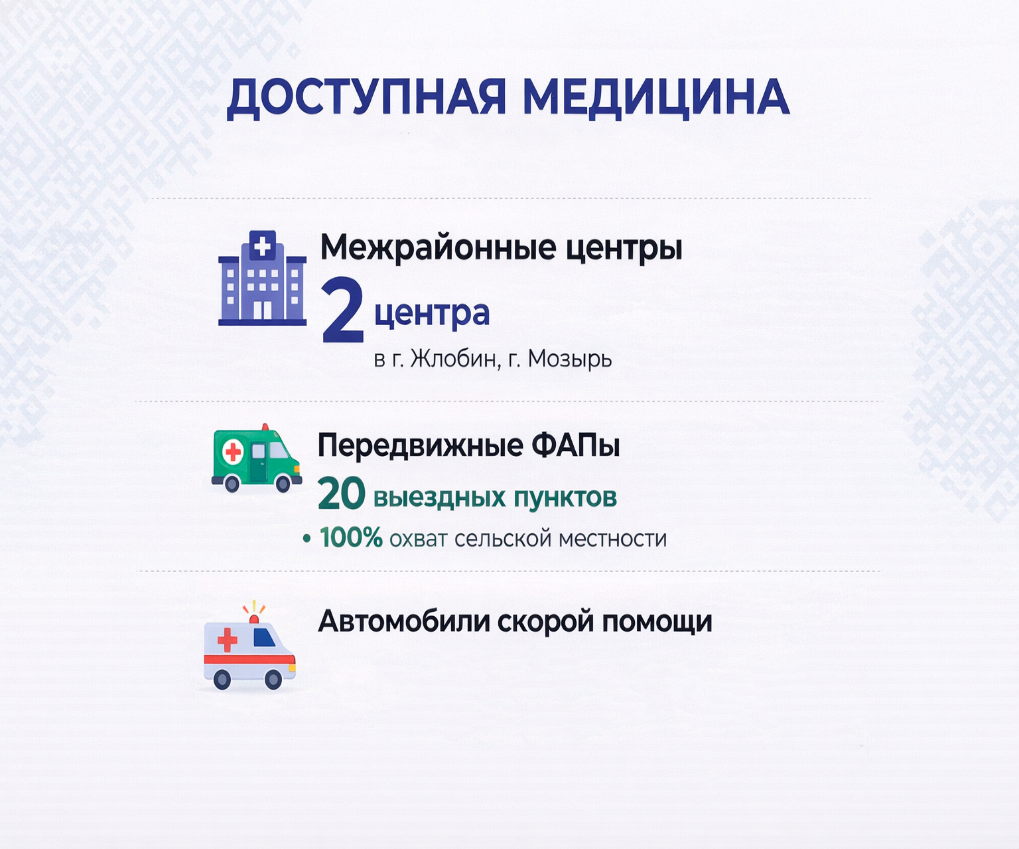 ДОСТУПНАЯ МЕДИЦИНА
Межрайонные центры
2 центра
в г. Жлобин, г. Мозырь
Передвижные ФАПы
20 выездных пунктов
• 100% охват сельской местности
Автомобили скорой помощи